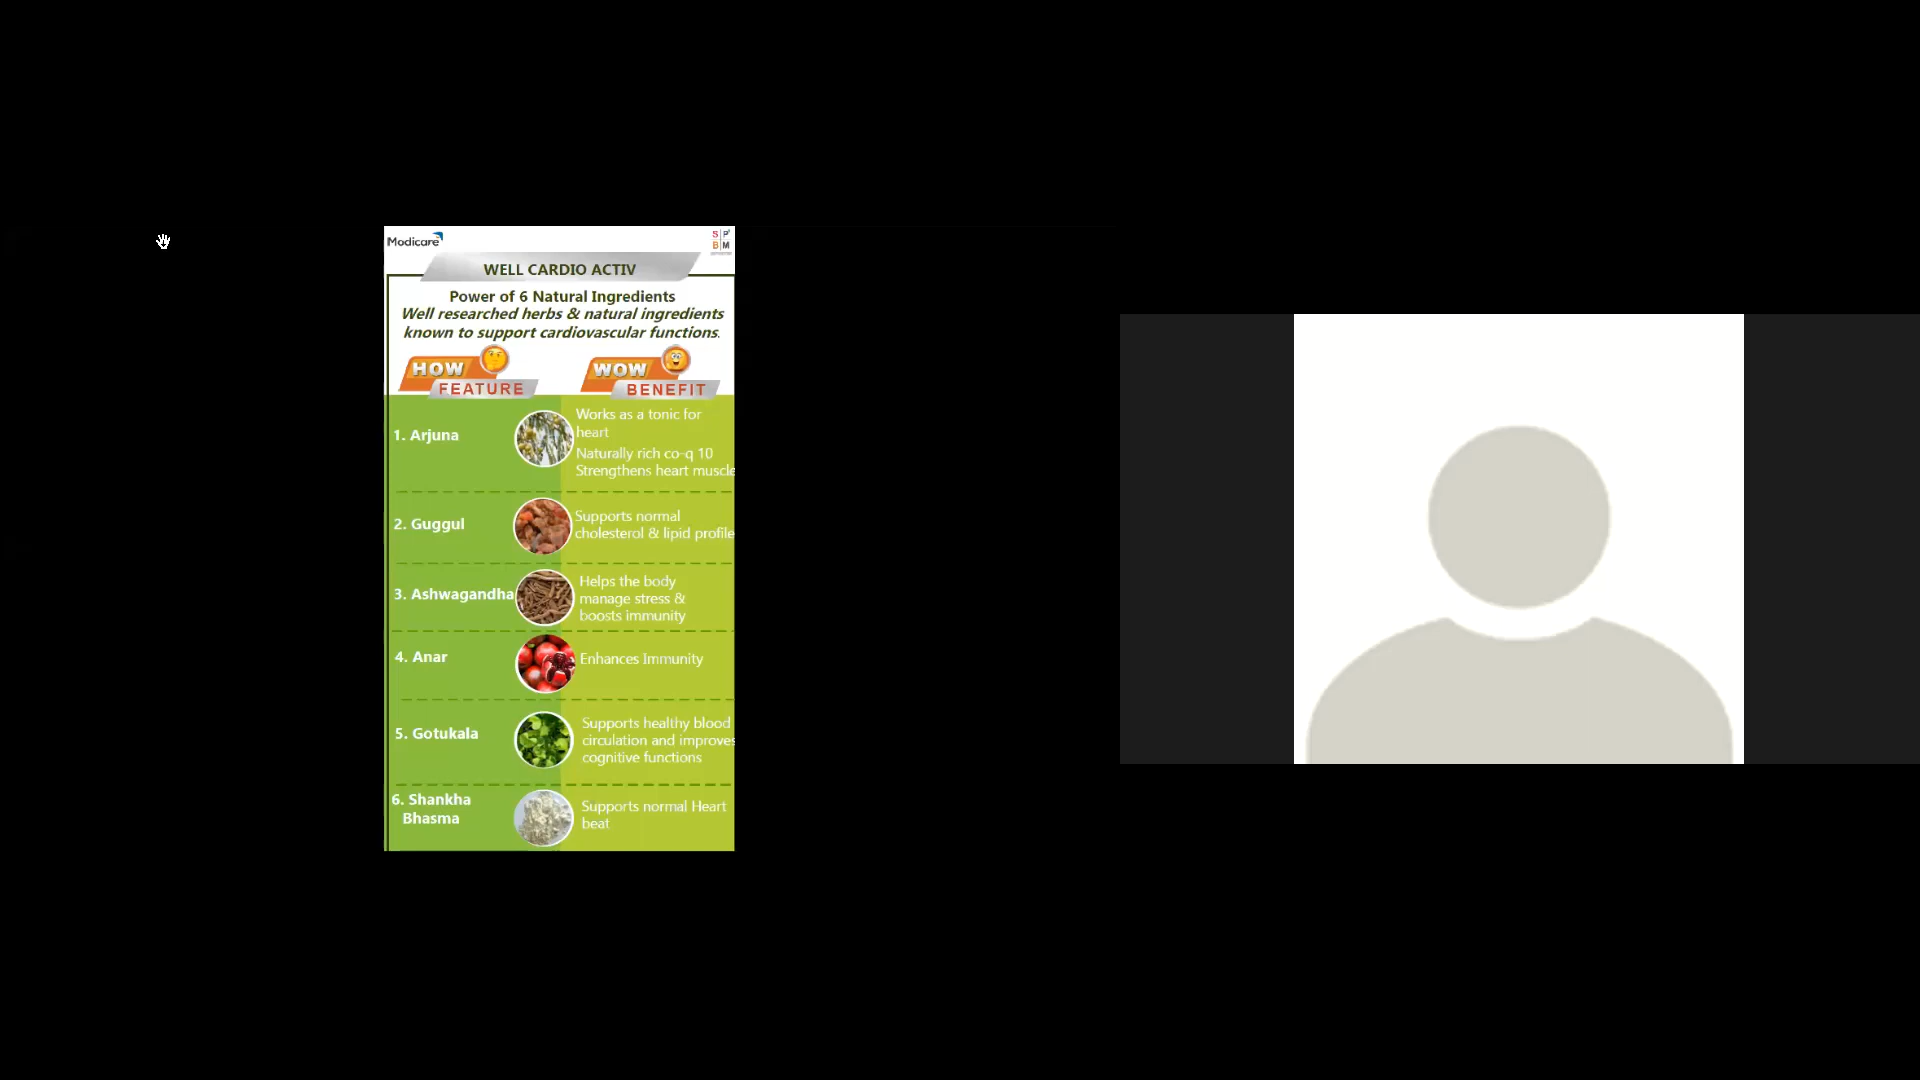 Modicare
S P
B M
WELL CARDIO ACTIV
Power of 6 Natural Ingredients
Well researched herbs & natural ingredients
known to support cardiovascular functions.
HOW
FEATURE
WOW
BENEFIT
1. Arjuna
Works as a tonic for
heart
Naturally rich co-q 10
Strengthens heart muscle
2. Guggul
Supports normal
cholesterol & lipid profile
3. Ashwagandha
Helps the body
manage stress &
boosts immunity
4. Anar
Enhances Immunity
5. Gotukala
Supports healthy blood
circulation and improves
cognitive functions
6. Shankha
Bhasma
Supports normal Heart
beat